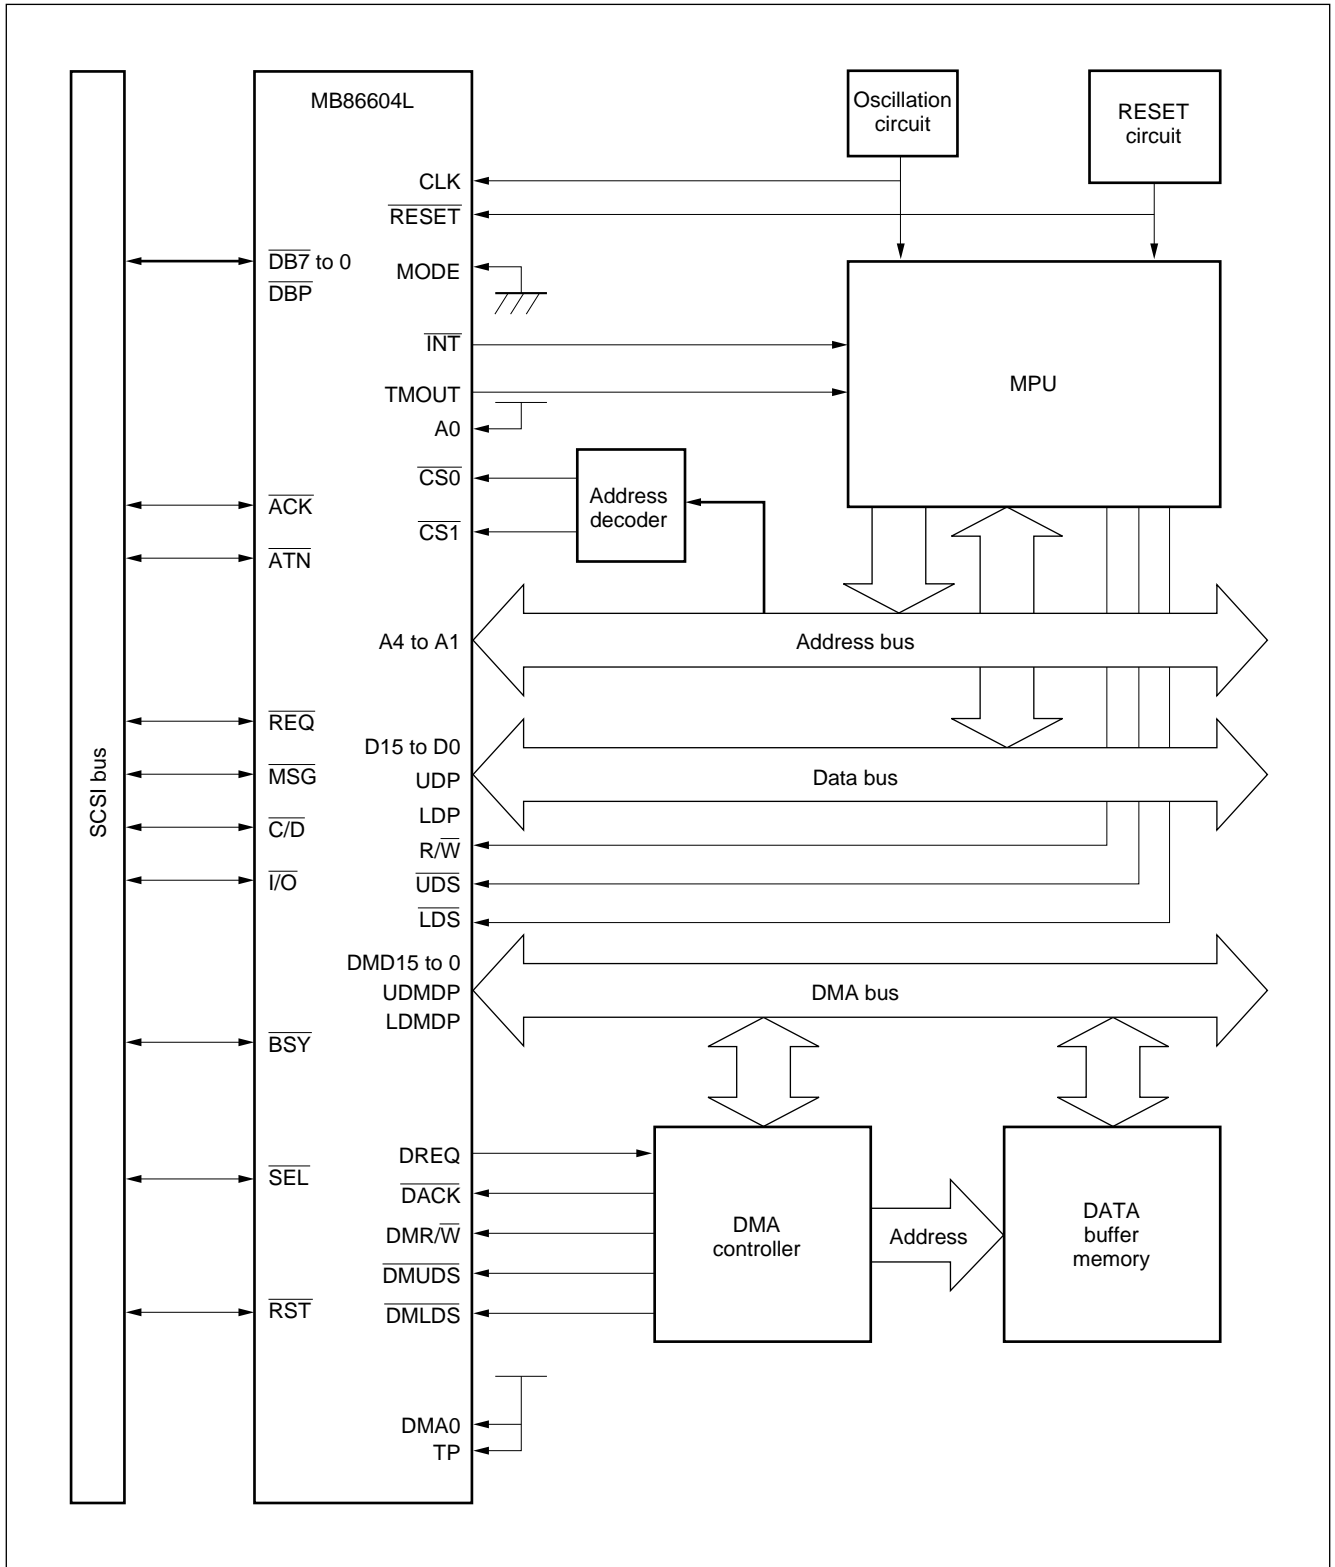 MB86604L
Oscillation
circuit
RESET
circuit
CLK
RESET
DB7 to 0
DBP
MODE
INT
TMOUT
A0
MPU
CS0
CS1
Address
decoder
ACK
ATN
A4 to A1
Address bus
SCSI bus
REQ
MSG
C/D
I/O
D15 to D0
UDP
LDP
Data bus
R/W
UDS
LDS
DMD15 to 0
UDMDP
LDMDP
DMA bus
BSY
SEL
RST
DREQ
DACK
DMR/W
DMUDS
DMLDS
DMA
controller
Address
DATA
buffer
memory
DMA0
TP